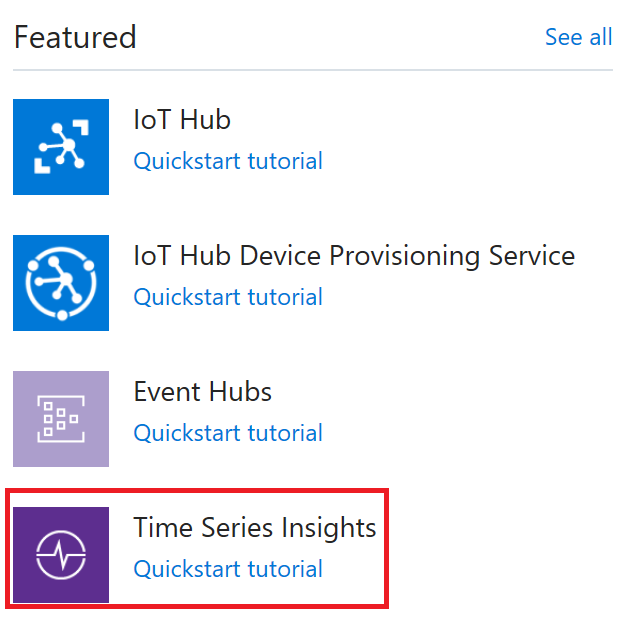 Featured
See all
IoT Hub
Quickstart tutorial
IoT Hub Device Provisioning Service
Quickstart tutorial
Event Hubs
Quickstart tutorial
Time Series Insights
Quickstart tutorial